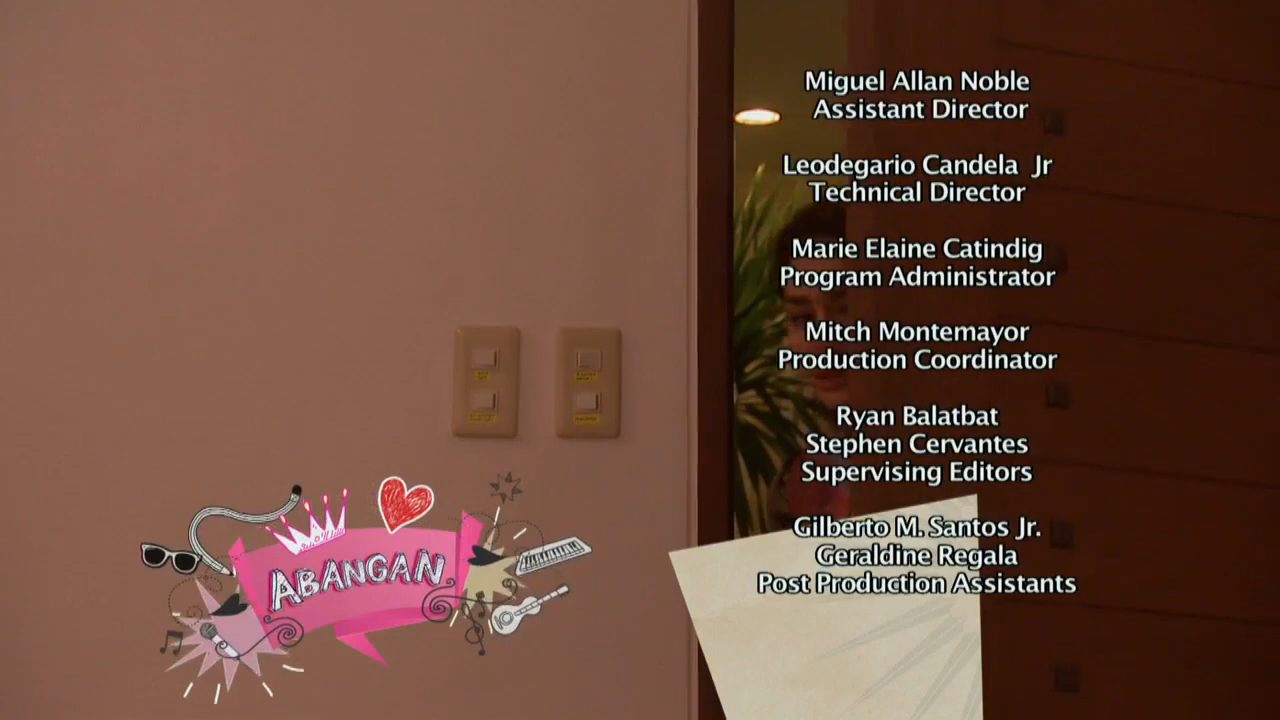 Miguel Allan Noble
Assistant Director
Leodegario Candela Jr
Technical Director
Marie Elaine Catindig
Program Administrator
Mitch Montemayor
Production Coordinator
Ryan Balatbat
Stephen Cervantes
Supervising Editors
Gilberto M. Santos Jr.
Geraldine Regala
Post Production Assistants
ABANGAN